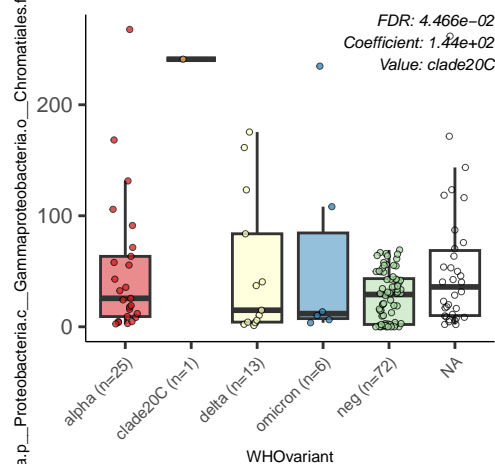 FDR: 4.466e−02
Coefficient: 1.44e+02
Value: clade20C
a.p__Proteobacteria.c__Gammaproteobacteria.o__Chromatiales.f
200
100
0
alpha (n=25)
clade20C (n=1)
delta (n=13)
omicron (n=6)
neg (n=72)
NA
WHOvariant